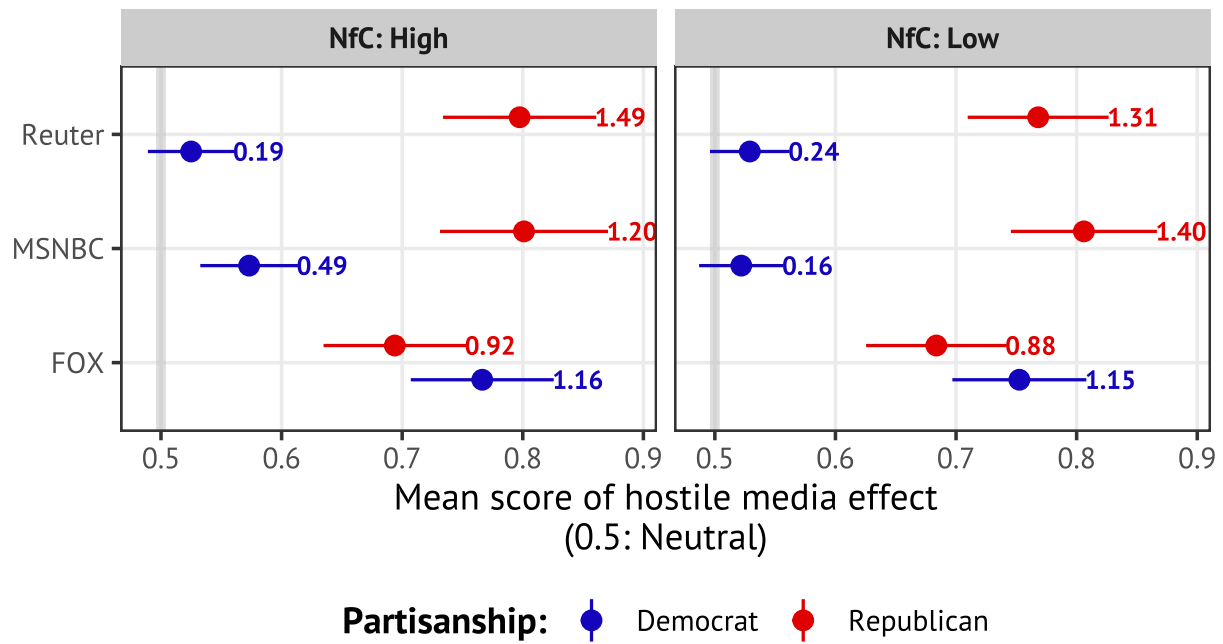 NfC: High
NfC: Low
Reuter
1.49
1.31
0.19
0.24
MSNBC
1.20
1.40
0.49
0.16
FOX
0.92
0.88
1.16
1.15
0.5 0.6 0.7 0.8 0.9
0.5 0.6 0.7 0.8 0.9
Mean score of hostile media effect
(0.5: Neutral)
Partisanship: Democrat Republican